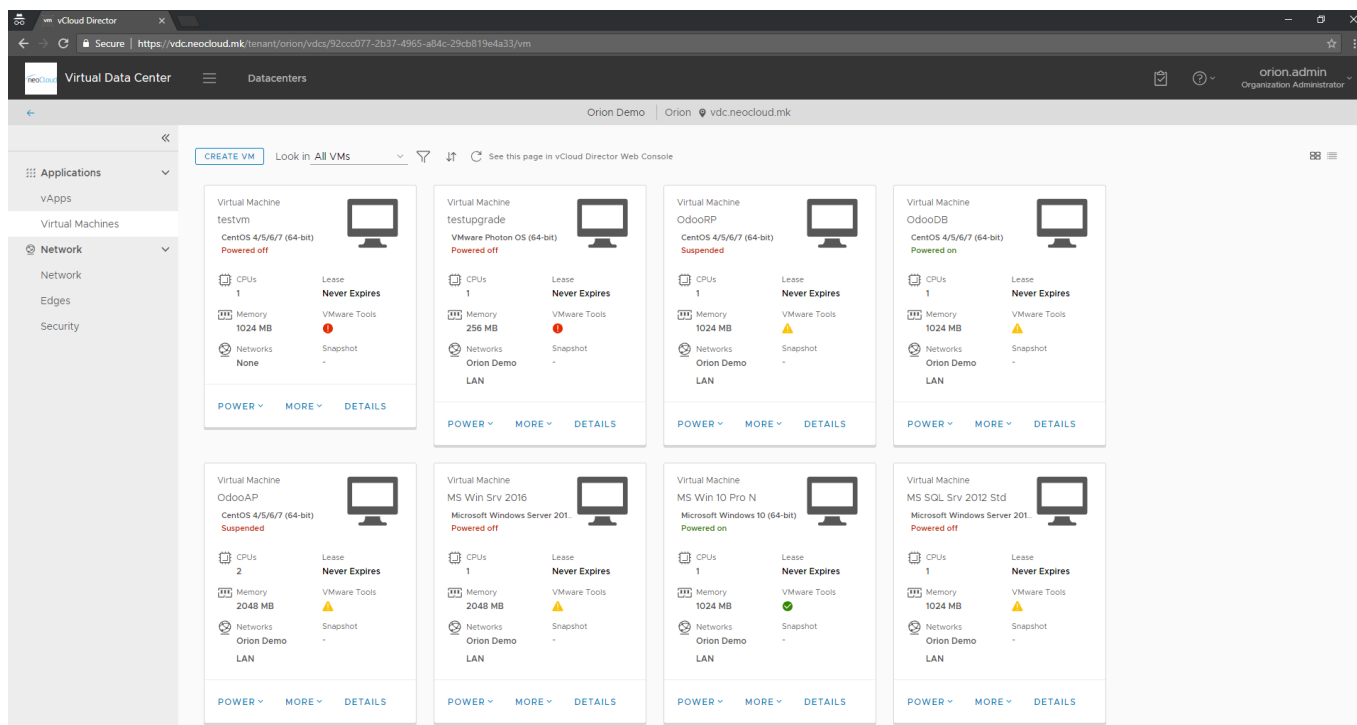 vm vCloud Director
Secure | https://vdc.neocloud.mk/tenant/orion/vdcs/92ccc077-2b37-4965-a84c-29cb819e4a33/vm
neoCloud Virtual Data Center Datacenters orion.admin
Organization Administrator
Orion Demo Orion vdc.neocloud.mk
CREATE VM Look in All VMs See this page in vCloud Director Web Console
Applications
vApps
Virtual Machines
Network
Network
Edges
Security
Virtual Machine
testvm
CentOS 4/5/6/7 (64-bit)
Powered off
CPUs Lease
1 Never Expires
Memory VMware Tools
1024 MB
Networks Snapshot
None -
POWER MORE DETAILS
Virtual Machine
testupgrade
VMware Photon OS (64-bit)
Powered off
CPUs Lease
1 Never Expires
Memory VMware Tools
256 MB
Networks Snapshot
Orion Demo -
LAN
POWER MORE DETAILS
Virtual Machine
OdooRP
CentOS 4/5/6/7 (64-bit)
Suspended
CPUs Lease
1 Never Expires
Memory VMware Tools
1024 MB
Networks Snapshot
Orion Demo -
LAN
POWER MORE DETAILS
Virtual Machine
OdooDB
CentOS 4/5/6/7 (64-bit)
Powered on
CPUs Lease
1 Never Expires
Memory VMware Tools
1024 MB
Networks Snapshot
Orion Demo -
LAN
POWER MORE DETAILS
Virtual Machine
OdooAP
CentOS 4/5/6/7 (64-bit)
Suspended
CPUs Lease
2 Never Expires
Memory VMware Tools
2048 MB
Networks Snapshot
Orion Demo -
LAN
POWER MORE DETAILS
Virtual Machine
MS Win Srv 2016
Microsoft Windows Server 201...
Powered off
CPUs Lease
1 Never Expires
Memory VMware Tools
2048 MB
Networks Snapshot
Orion Demo -
LAN
POWER MORE DETAILS
Virtual Machine
MS Win 10 Pro N
Microsoft Windows 10 (64-bit)
Powered on
CPUs Lease
1 Never Expires
Memory VMware Tools
1024 MB
Networks Snapshot
Orion Demo -
LAN
POWER MORE DETAILS
Virtual Machine
MS SQL Srv 2012 Std
Microsoft Windows Server 201...
Powered off
CPUs Lease
1 Never Expires
Memory VMware Tools
1024 MB
Networks Snapshot
Orion Demo -
LAN
POWER MORE DETAILS